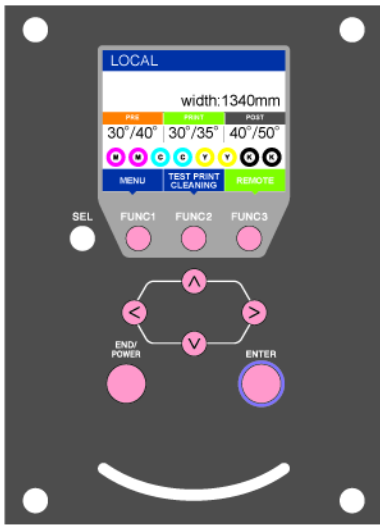 LOCAL
width:1340mm
PRE PRINT POST
30°/40° 30°/35° 40°/50°
M M C C Y Y K K
MENU TEST PRINT CLEANING REMOTE
SEL FUNC1 FUNC2 FUNC3
END/
POWER
ENTER